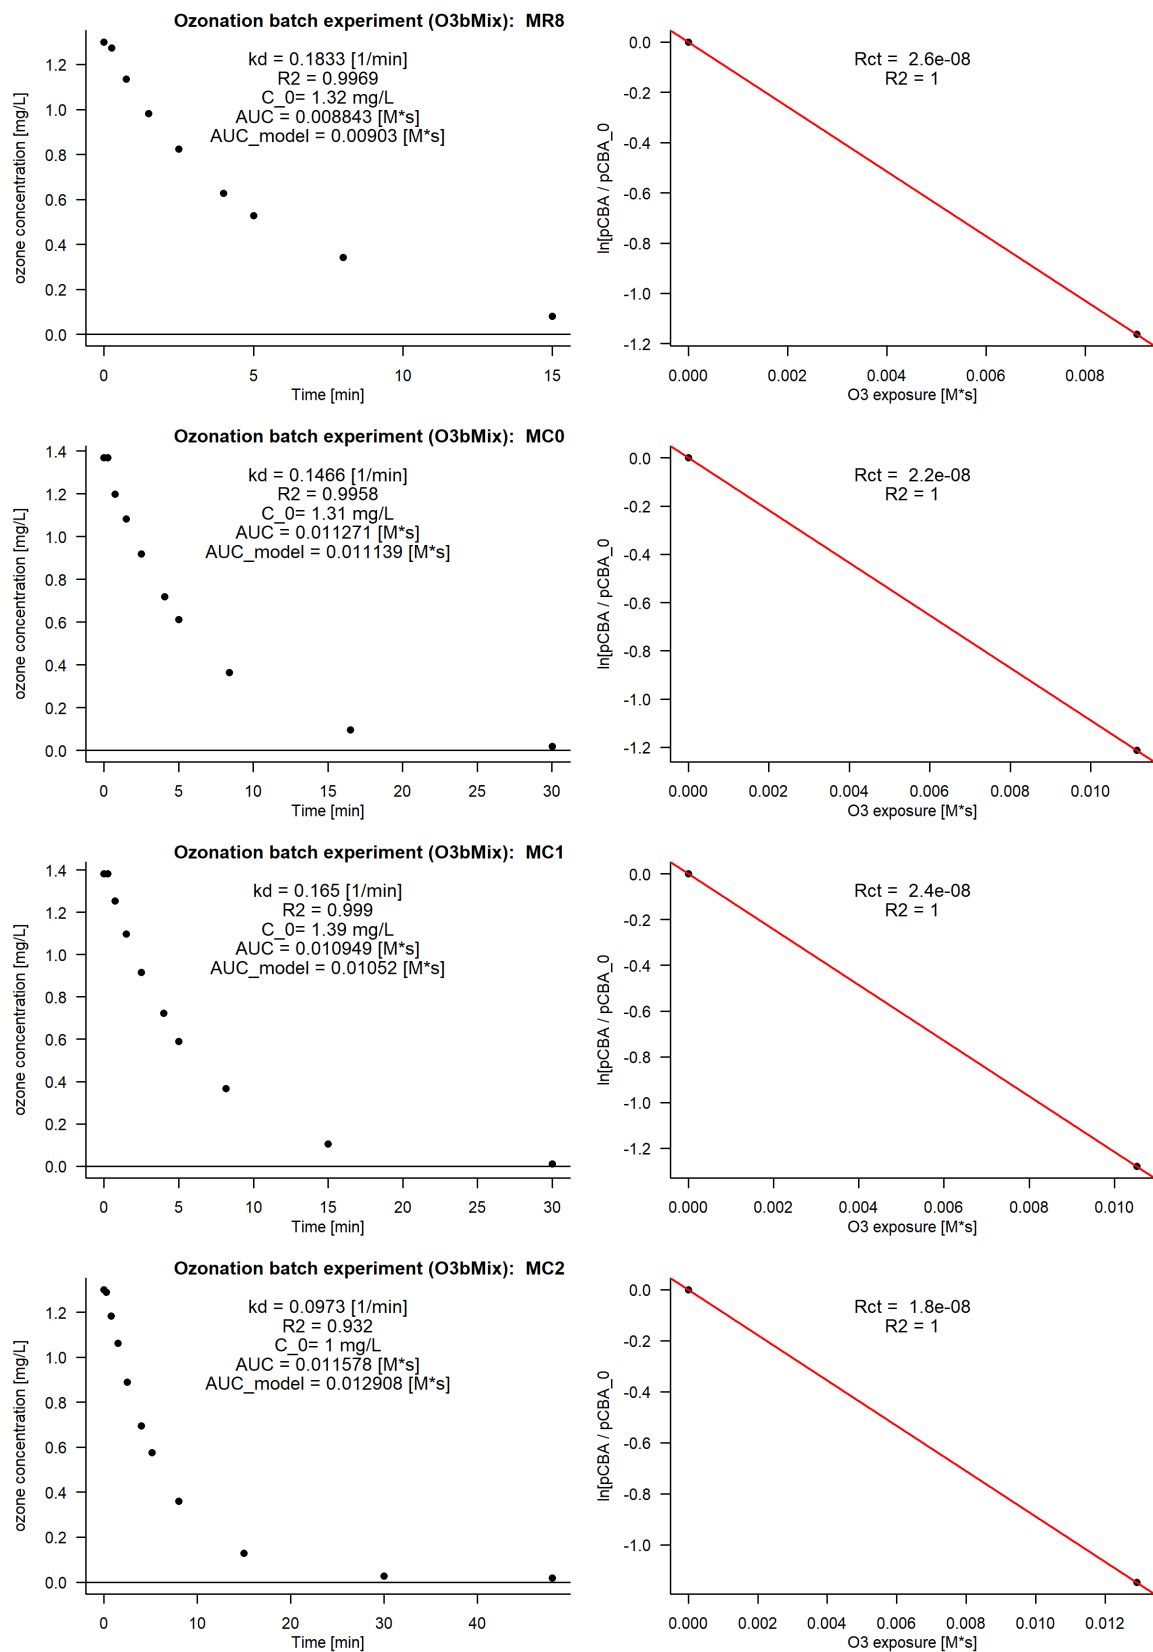 Ozonation batch experiment (O3bMix):  MR8
kd = 0.1833 [1/min]
R2 = 0.9969
C_0= 1.32 mg/L
AUC = 0.008843 [M*s]
AUC_model = 0.00903 [M*s]
ozone concentration [mg/L]
1.2
1.0
0.8
0.6
0.4
0.2
0.0
0 5 10 15
Time [min]
Rct =  2.6e-08
R2 = 1
ln[pCBA / pCBA_0
0.0
-0.2
-0.4
-0.6
-0.8
-1.0
-1.2
0.000 0.002 0.004 0.006 0.008
O3 exposure [M*s]
Ozonation batch experiment (O3bMix):  MC0
kd = 0.1466 [1/min]
R2 = 0.9958
C_0= 1.31 mg/L
AUC = 0.011271 [M*s]
AUC_model = 0.011139 [M*s]
ozone concentration [mg/L]
1.4
1.2
1.0
0.8
0.6
0.4
0.2
0.0
0 5 10 15 20 25 30
Time [min]
Rct =  2.2e-08
R2 = 1
ln[pCBA / pCBA_0
0.0
-0.2
-0.4
-0.6
-0.8
-1.0
-1.2
0.000 0.002 0.004 0.006 0.008 0.010
O3 exposure [M*s]
Ozonation batch experiment (O3bMix):  MC1
kd = 0.165 [1/min]
R2 = 0.999
C_0= 1.39 mg/L
AUC = 0.010949 [M*s]
AUC_model = 0.01052 [M*s]
ozone concentration [mg/L]
1.4
1.2
1.0
0.8
0.6
0.4
0.2
0.0
0 5 10 15 20 25 30
Time [min]
Rct =  2.4e-08
R2 = 1
ln[pCBA / pCBA_0
0.0
-0.2
-0.4
-0.6
-0.8
-1.0
-1.2
0.000 0.002 0.004 0.006 0.008 0.010
O3 exposure [M*s]
Ozonation batch experiment (O3bMix):  MC2
kd = 0.0973 [1/min]
R2 = 0.932
C_0= 1 mg/L
AUC = 0.011578 [M*s]
AUC_model = 0.012908 [M*s]
ozone concentration [mg/L]
1.2
1.0
0.8
0.6
0.4
0.2
0.0
0 10 20 30 40
Time [min]
Rct =  1.8e-08
R2 = 1
ln[pCBA / pCBA_0
0.0
-0.2
-0.4
-0.6
-0.8
-1.0
0.000 0.002 0.004 0.006 0.008 0.010 0.012
O3 exposure [M*s]